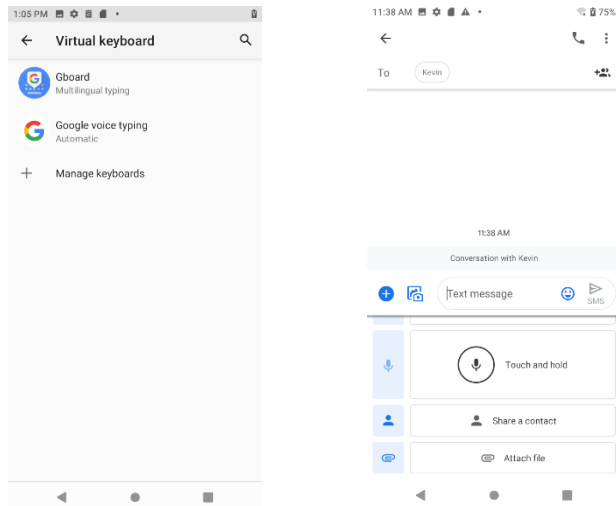 1:05 PM
Virtual keyboard
Gboard
Multilingual typing
Google voice typing
Automatic
Manage keyboards
11:38 AM
75%
To
Kevin
11:38 AM
Conversation with Kevin
Text message
SMS
Touch and hold
Share a contact
Attach file